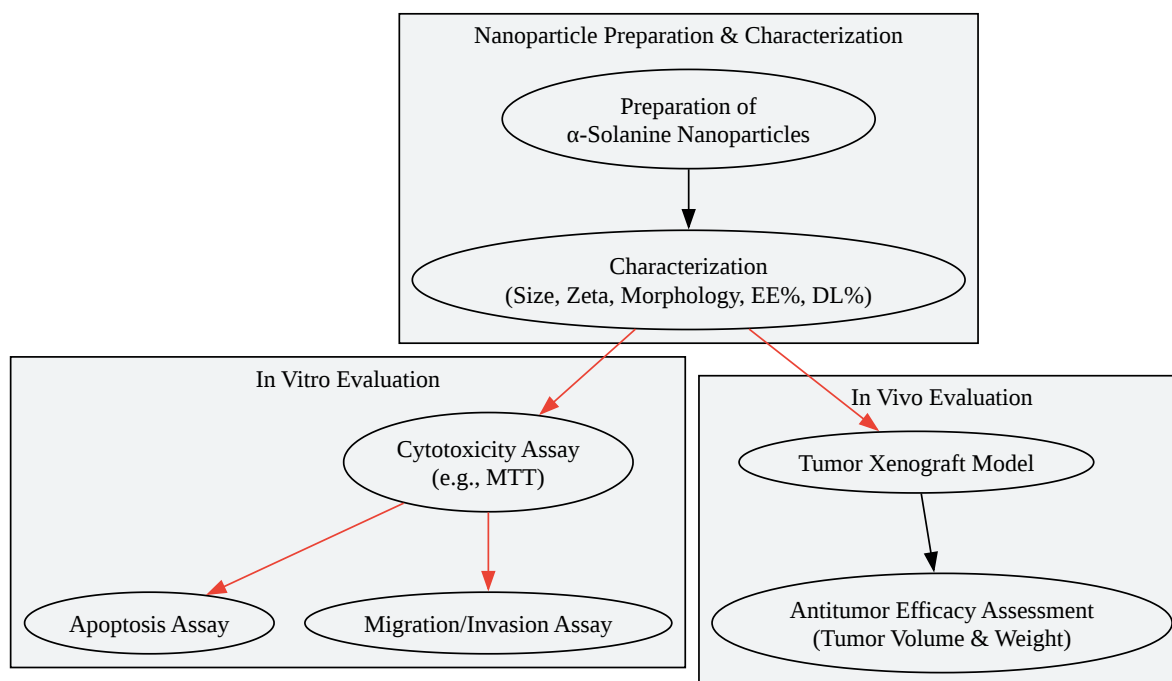 Nanoparticle Preparation & Characterization
Preparation of
α-Solanine Nanoparticles
Characterization
(Size, Zeta, Morphology, EE%, DL%)
In Vitro Evaluation
Cytotoxicity Assay
(e.g., MTT)
Apoptosis Assay
Migration/Invasion Assay
In Vivo Evaluation
Tumor Xenograft Model
Antitumor Efficacy Assessment
(Tumor Volume & Weight)